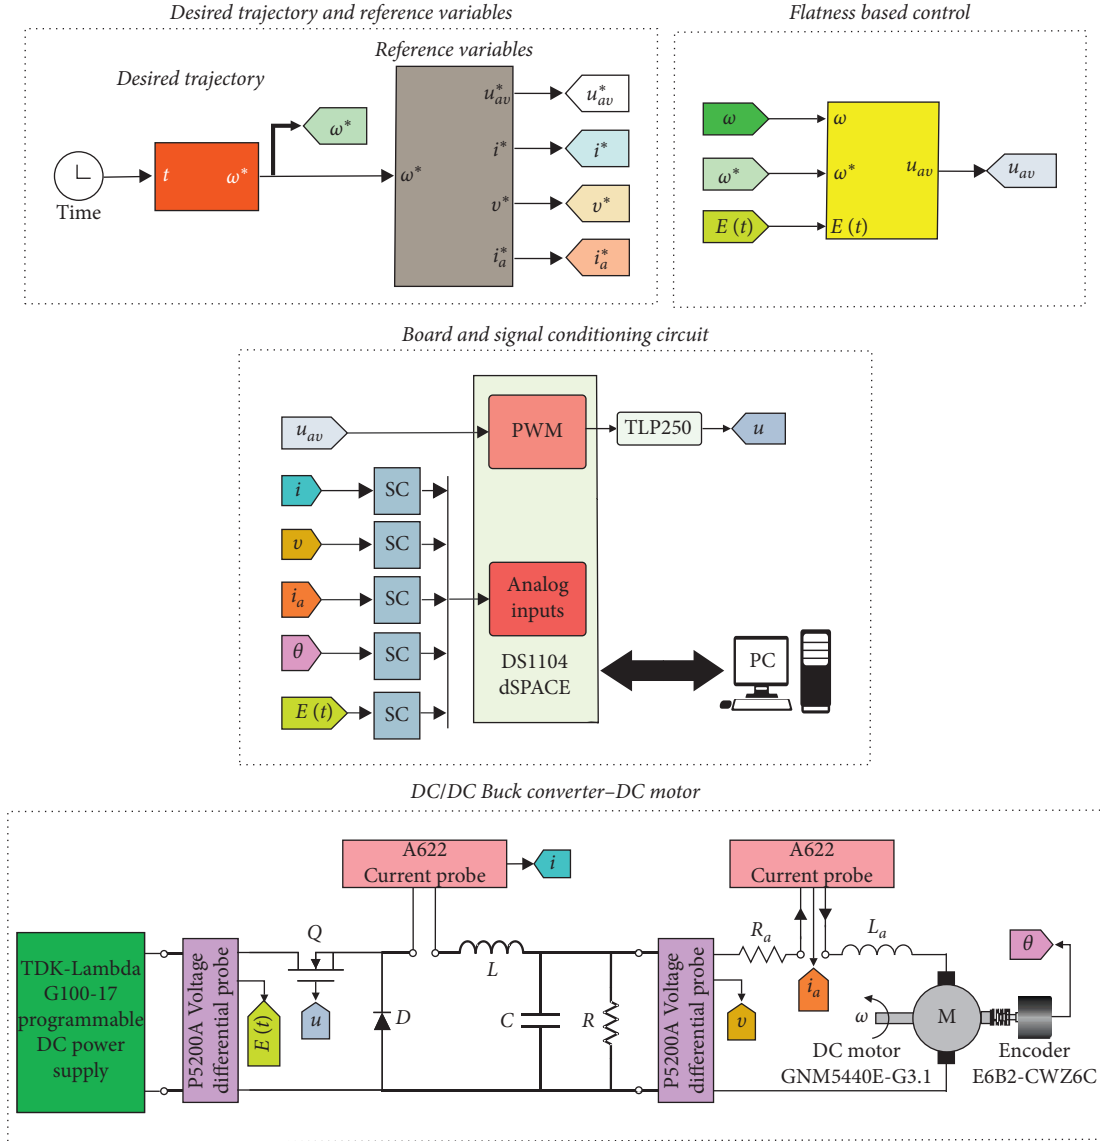 Desired trajectory and reference variables
Desired trajectory
Reference variables
ω*
Time
t
ω*
ω*
u*av
i*
v*
i*a
u*av
i*
v*
i*a
Flatness based control
ω
ω*
E (t)
ω
ω*
E (t)
uav
uav
Board and signal conditioning circuit
uav
i
v
ia
θ
E (t)
SC
SC
SC
SC
SC
PWM
Analog
inputs
DS1104
dSPACE
TLP250
u
PC
DC/DC Buck converter–DC motor
TDK-Lambda
G100-17
programmable
DC power
supply
P5200A Voltage
differential probe
E (t)
Q
u
D
A622
Current probe
i
L
C
R
P5200A Voltage
differential probe
v
Ra
A622
Current probe
ia
La
ω
M
DC motor
GNM5440E-G3.1
θ
Encoder
E6B2-CWZ6C